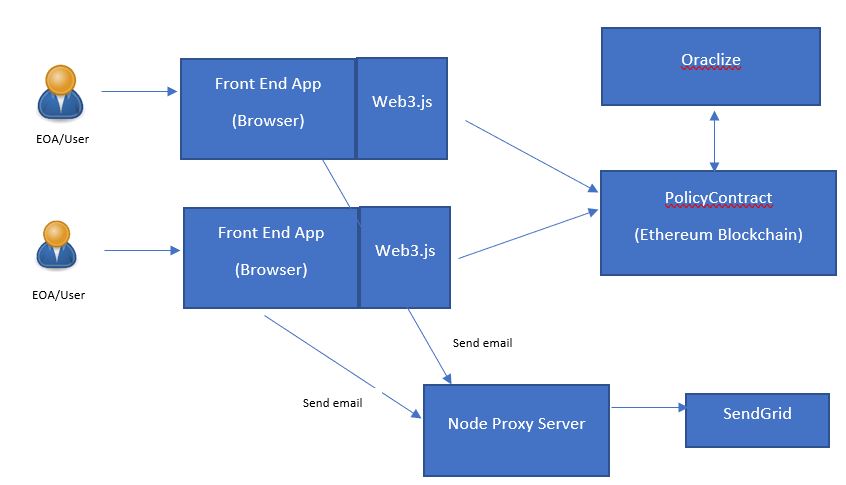 EOA/User
Front End App
(Browser)
Web3.js
Oraclize
PolicyContract
(Ethereum Blockchain)
EOA/User
Front End App
(Browser)
Web3.js
Send email
Send email
Node Proxy Server
SendGrid